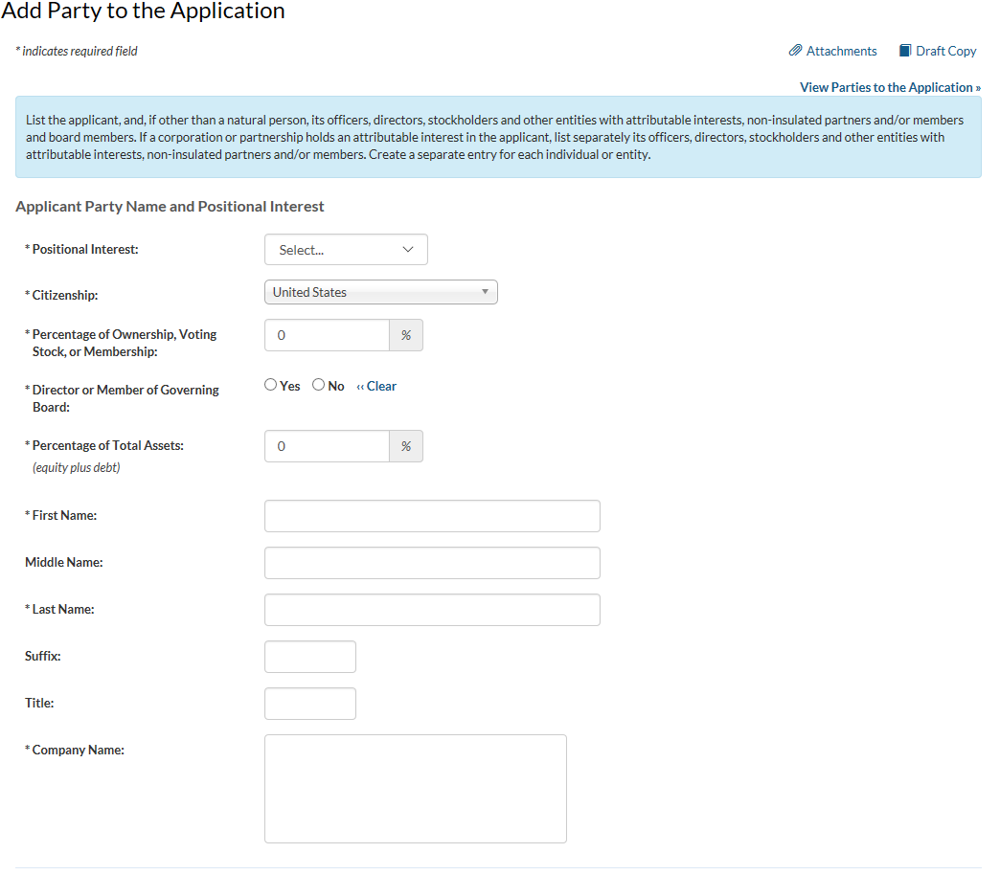 Add Party to the Application
* indicates required field
Attachments
Draft Copy
View Parties to the Application »
List the applicant, and, if other than a natural person, its officers, directors, stockholders and other entities with attributable interests, non-insulated partners and/or members
and board members. If a corporation or partnership holds an attributable interest in the applicant, list separately its officers, directors, stockholders and other entities with
attributable interests, non-insulated partners and/or members. Create a separate entry for each individual or entity.
Applicant Party Name and Positional Interest
* Positional Interest:
Select...
* Citizenship:
United States
* Percentage of Ownership, Voting
Stock, or Membership:
0 %
* Director or Member of Governing
Board:
Yes No ‹‹ Clear
* Percentage of Total Assets:
(equity plus debt)
0 %
* First Name:
Middle Name:
* Last Name:
Suffix:
Title:
* Company Name: